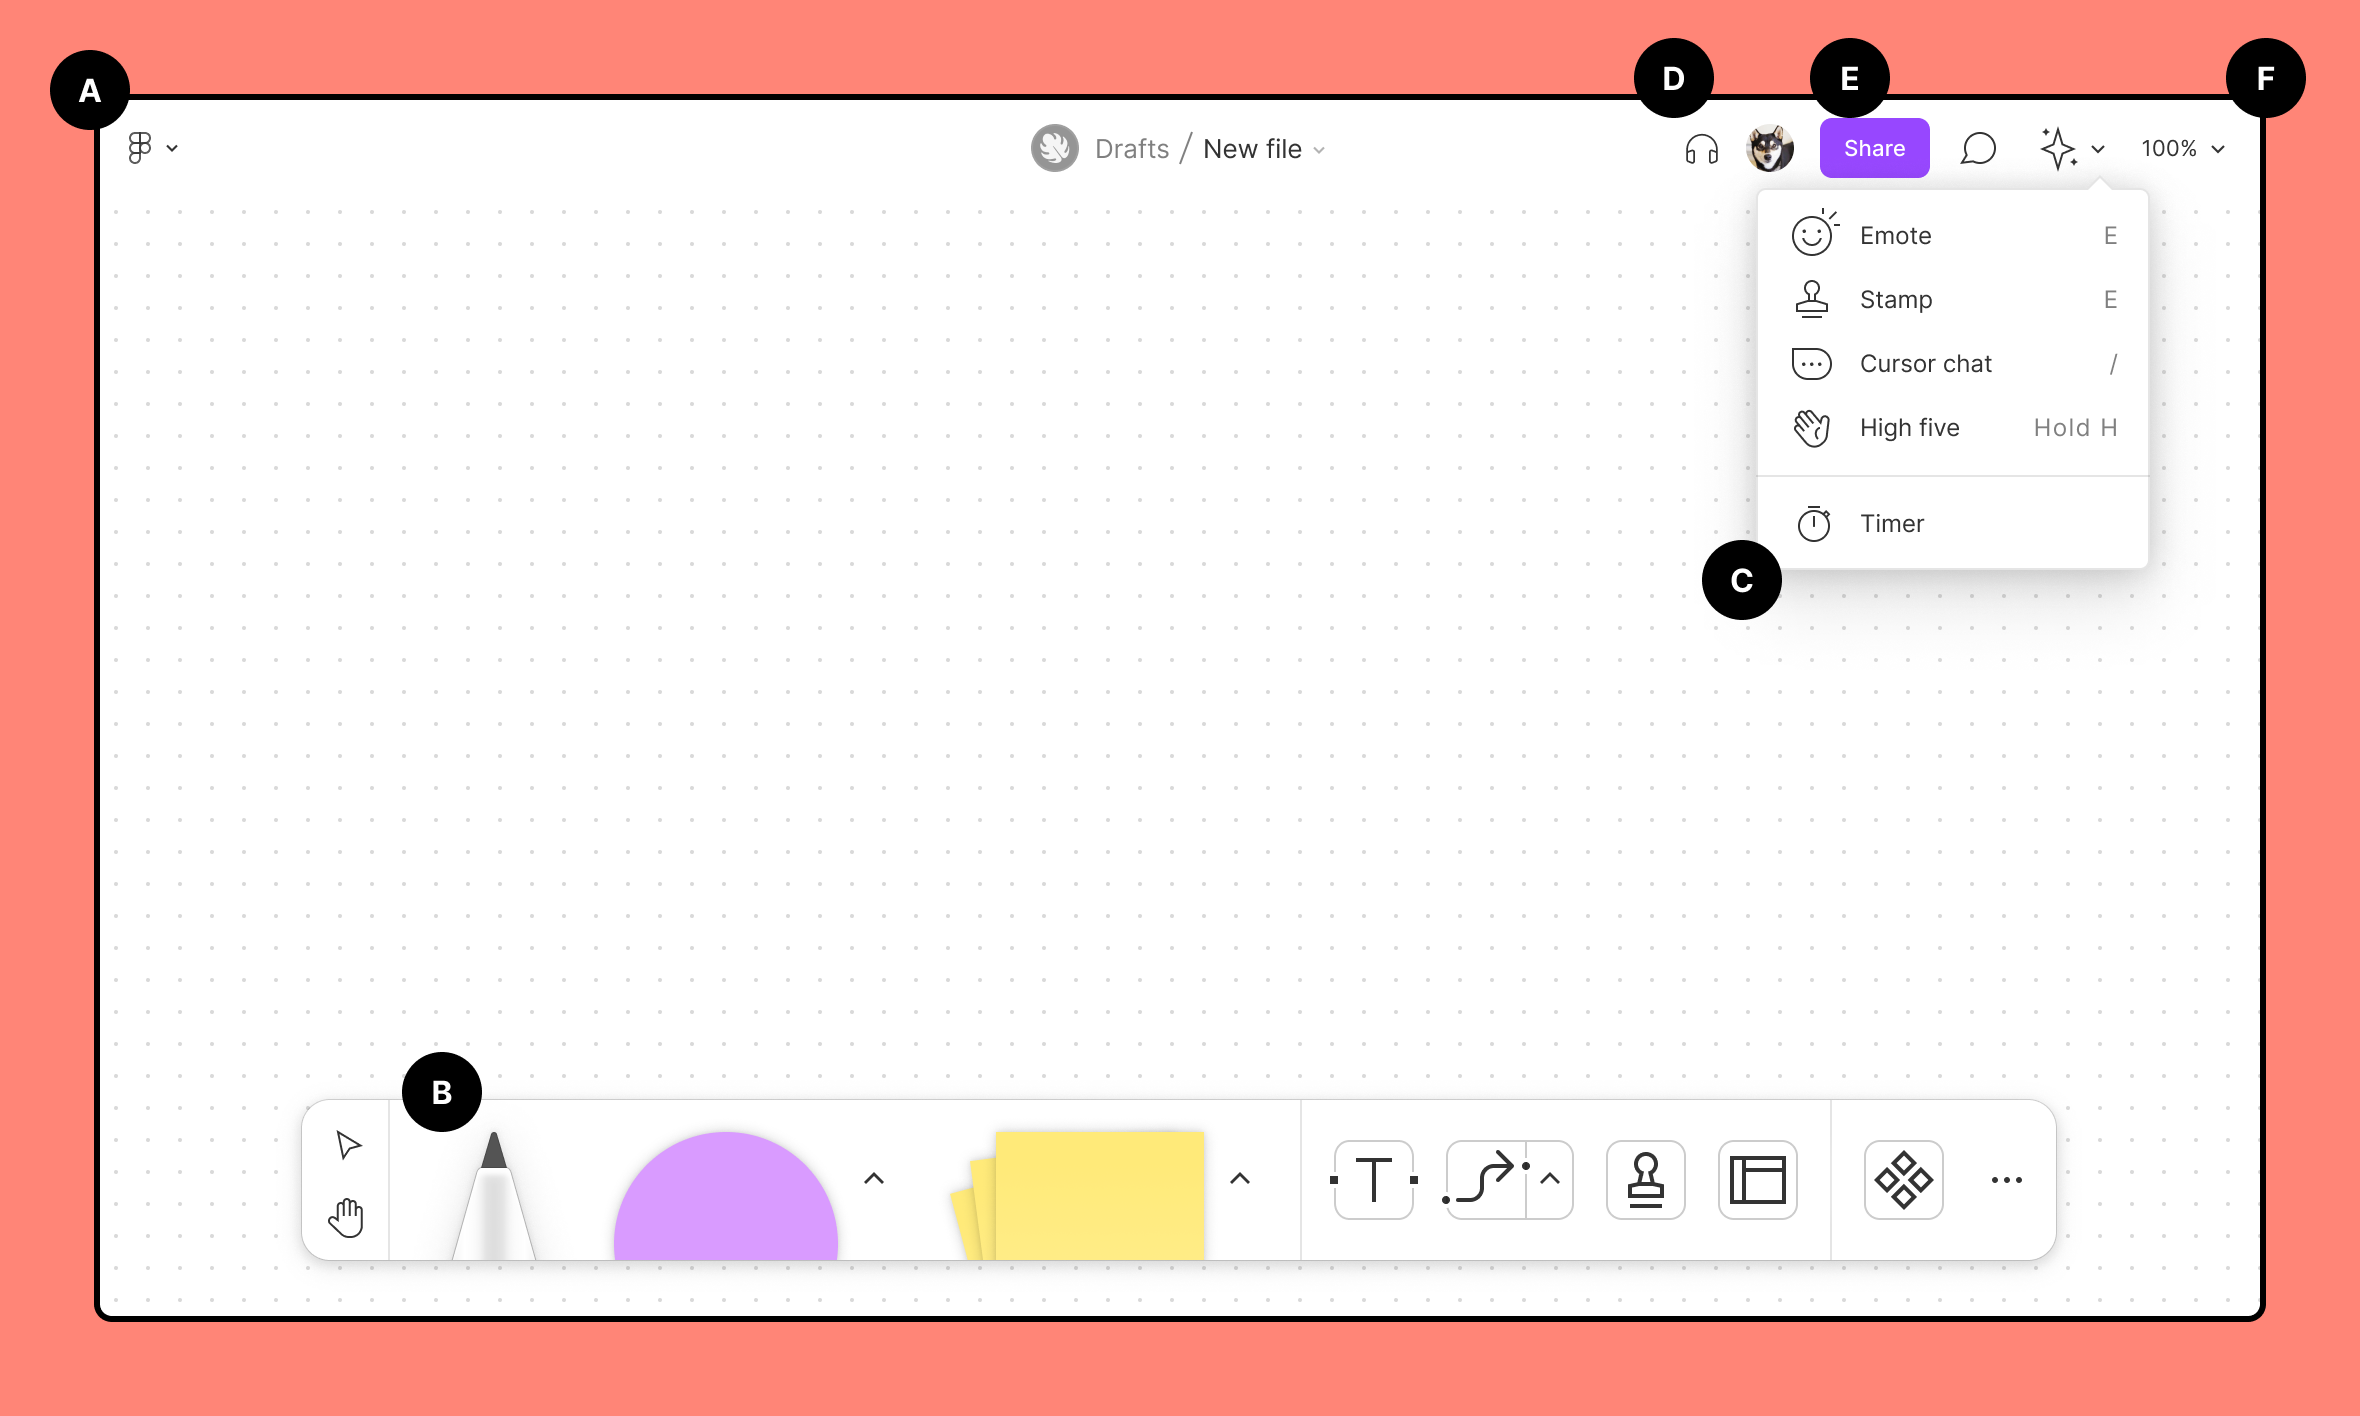 A
D
E
F
Drafts / New file
Share
100%
Emote E
Stamp E
Cursor chat /
High five Hold H
Timer
C
B
T